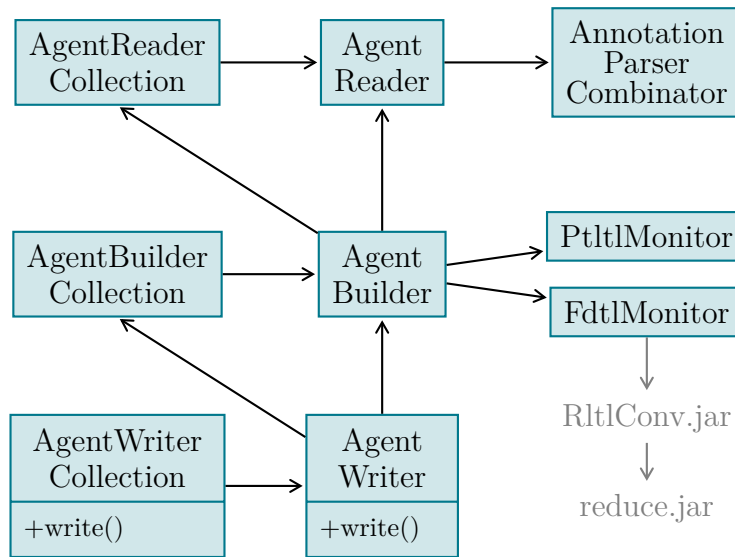 AgentReader
Collection
Agent
Reader
Annotation
Parser
Combinator
AgentBuilder
Collection
Agent
Builder
PtltlMonitor
FdtlMonitor
RltlConv.jar
reduce.jar
AgentWriter
Collection
+write()
Agent
Writer
+write()